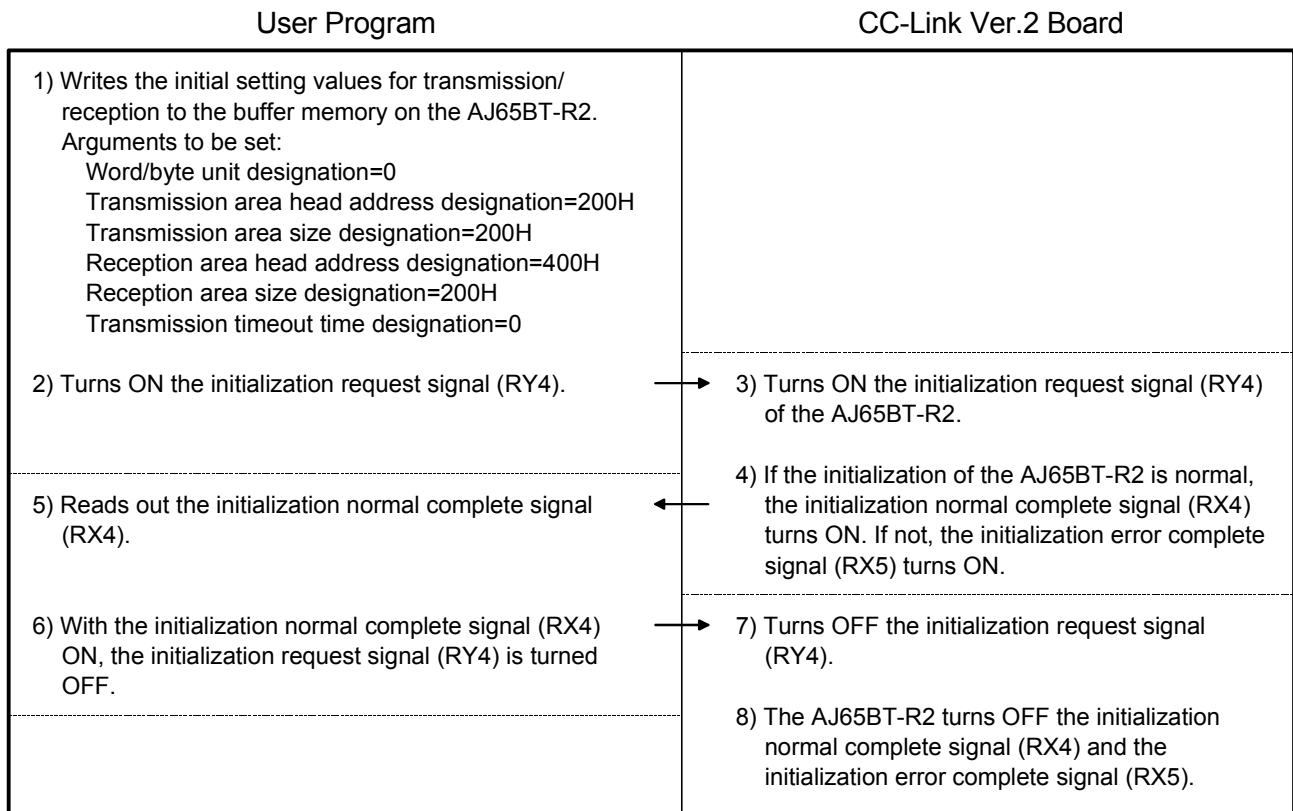 User Program
CC-Link Ver.2 Board
1) Writes the initial setting values for transmission/
reception to the buffer memory on the AJ65BT-R2.
Arguments to be set:
Word/byte unit designation=0
Transmission area head address designation=200H
Transmission area size designation=200H
Reception area head address designation=400H
Reception area size designation=200H
Transmission timeout time designation=0
2) Turns ON the initialization request signal (RY4).
3) Turns ON the initialization request signal (RY4)
of the AJ65BT-R2.
4) If the initialization of the AJ65BT-R2 is normal,
the initialization normal complete signal (RX4)
turns ON. If not, the initialization error complete
signal (RX5) turns ON.
5) Reads out the initialization normal complete signal
(RX4).
6) With the initialization normal complete signal (RX4)
ON, the initialization request signal (RY4) is turned
OFF.
7) Turns OFF the initialization request signal
(RY4).
8) The AJ65BT-R2 turns OFF the initialization
normal complete signal (RX4) and the
initialization error complete signal (RX5).